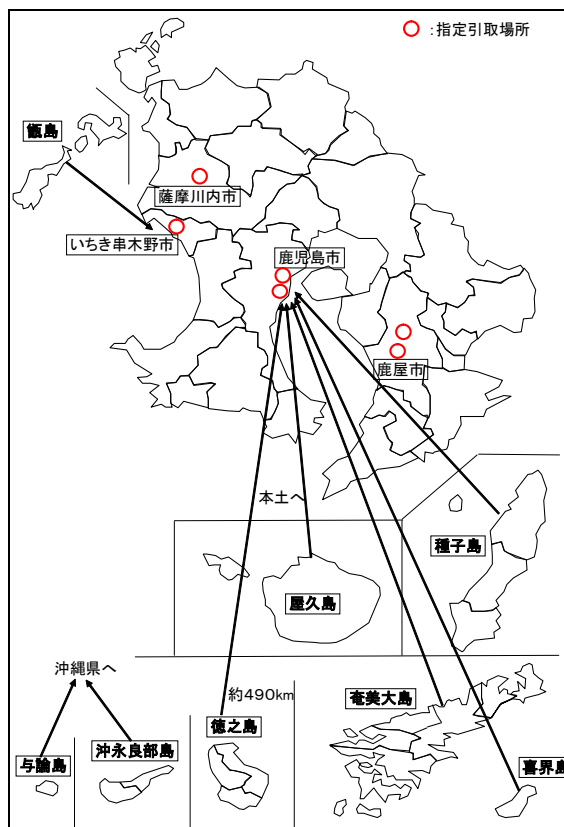 ○ :指定引取場所
甑島
薩摩川内市
いちき串木野市
鹿児島市
鹿屋市
本土へ
種子島
屋久島
沖縄県へ
約490km
奄美大島
徳之島
沖永良部島
与論島
喜界島